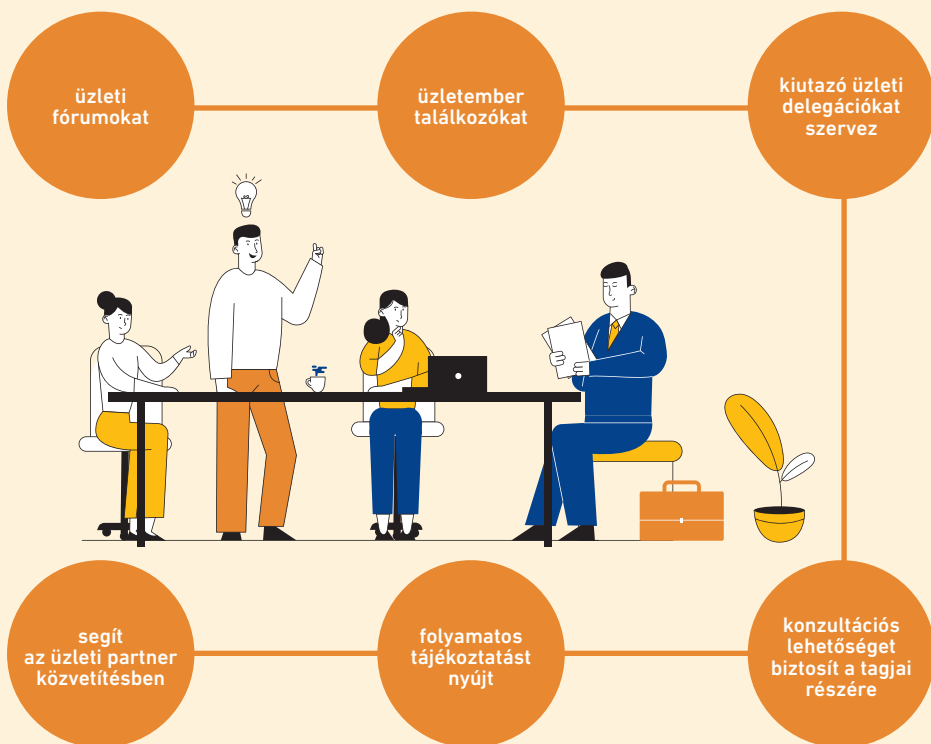 üzleti
fórumokat
üzletember
találkozókat
kiutazó üzleti
delegációkat
szervez
segít
az üzleti partner
közvetítésben
folyamatos
tájékoztatást
nyújt
konzultációs
lehetőséget
biztosít a tagjai
részére